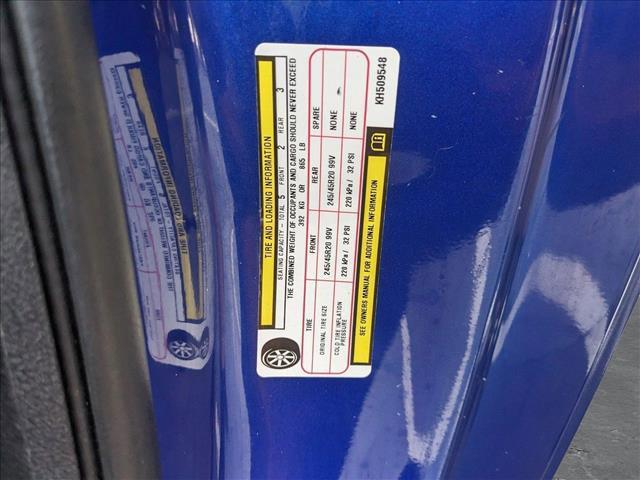 TIRE AND LOADING INFORMATION
SEATING CAPACITY - TOTAL 5 FRONT 2 REAR 3
THE COMBINED WEIGHT OF OCCUPANTS AND CARGO SHOULD NEVER EXCEED
392 KG OR 865 LB
TIRE FRONT REAR SPARE
ORIGINAL TIRE SIZE 245/45R20 99V 245/45R20 99V NONE
COLD TIRE INFLATION PRESSURE 220 kPa / 32 PSI 220 kPa / 32 PSI NONE
SEE OWNERS MANUAL FOR ADDITIONAL INFORMATION
KH509548